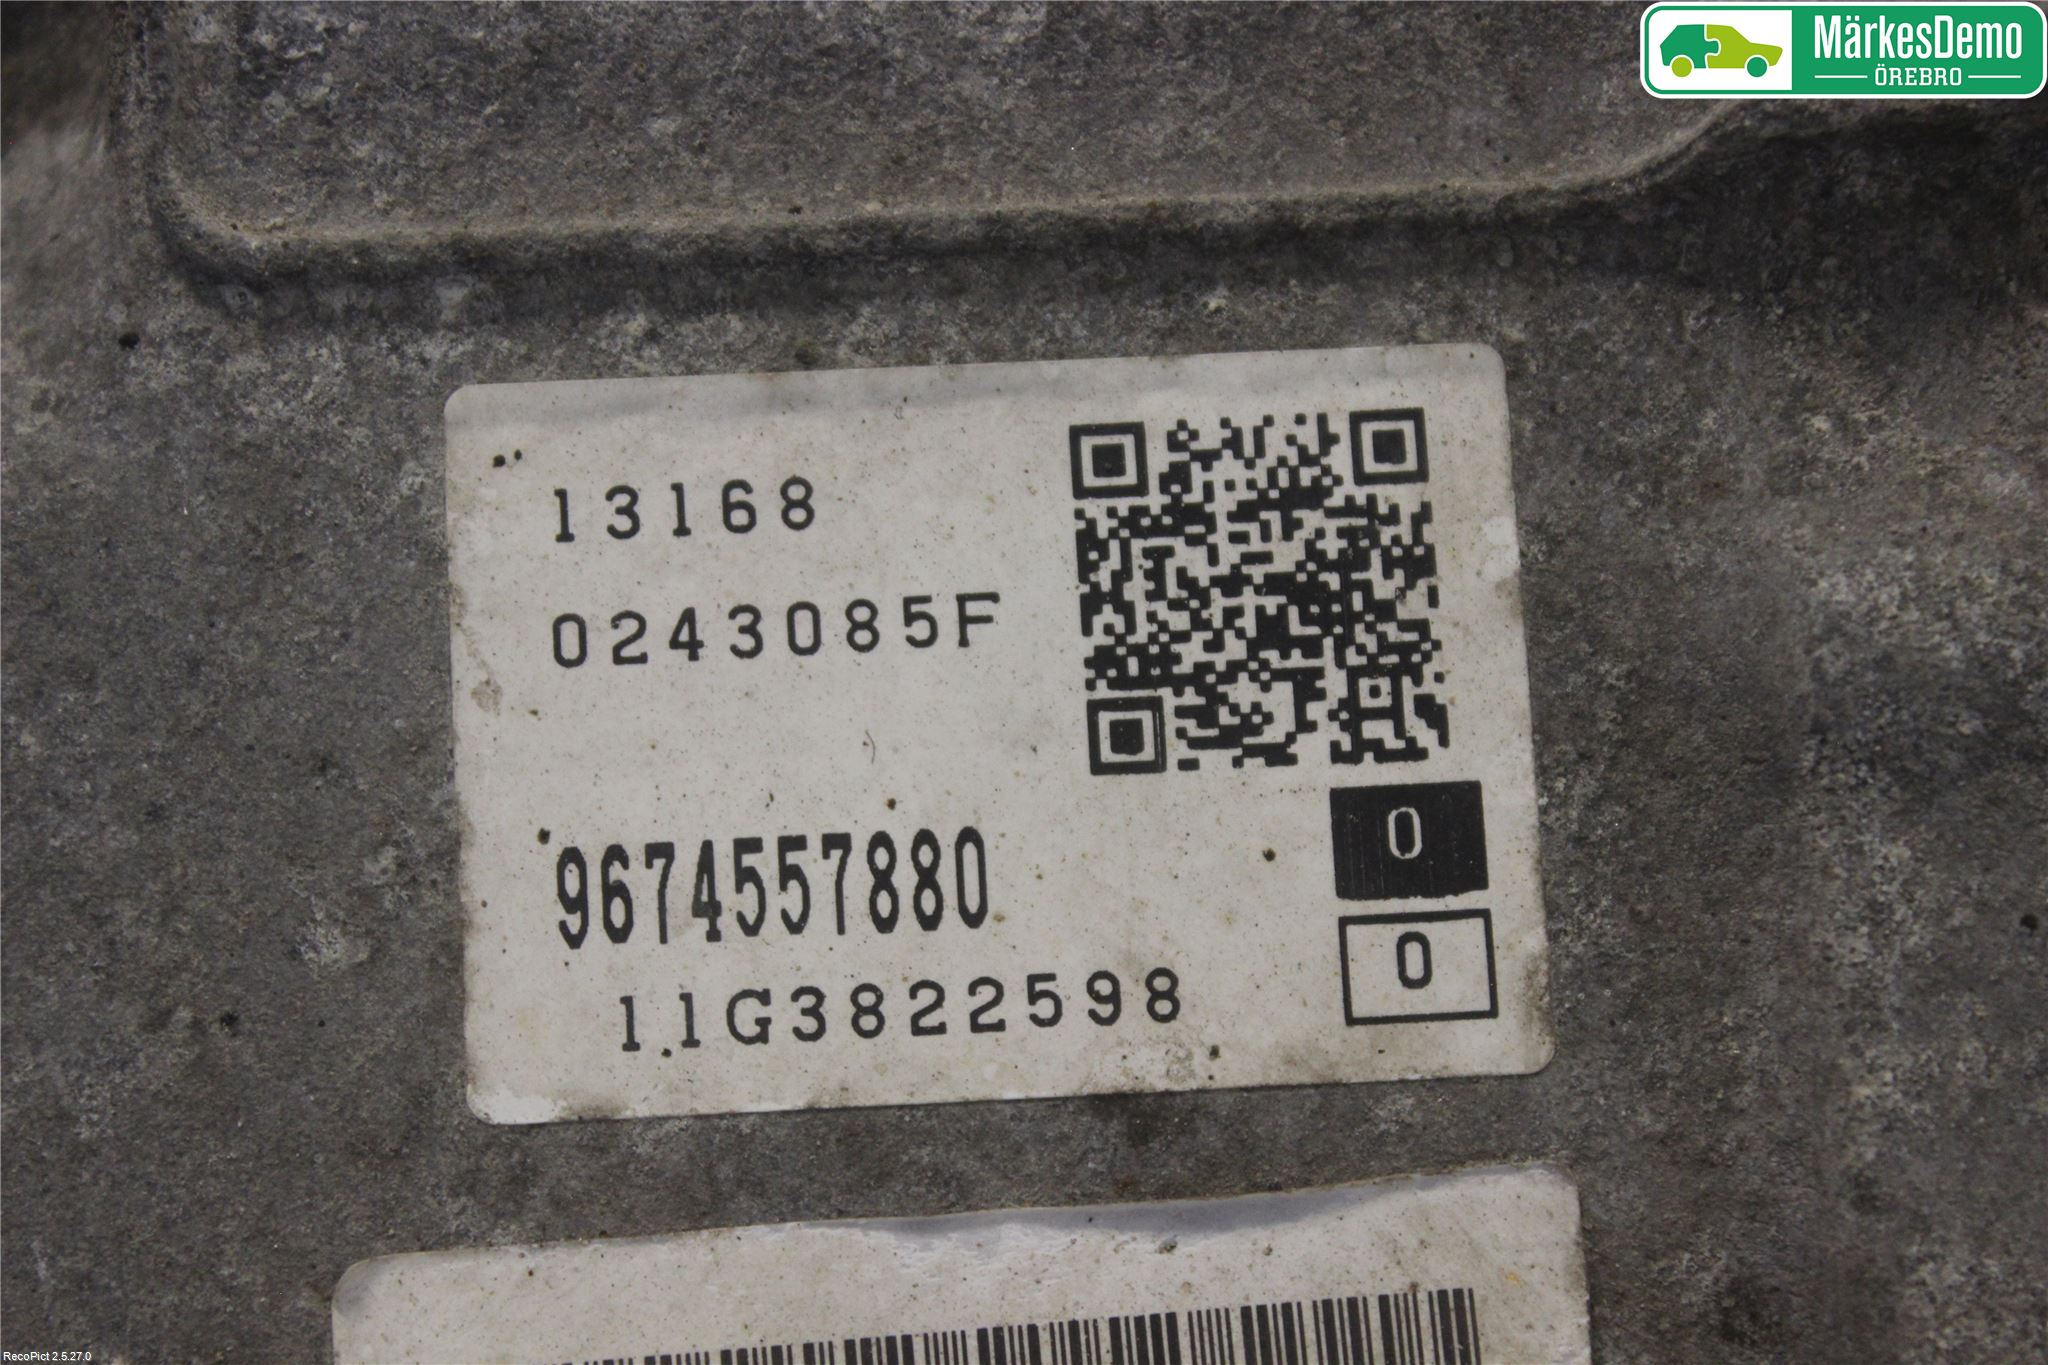 MärkesDemo
ÖREBRO
13168
0243085F
9674557880
0
0
11G3822598
RecoPict 2.5.27.0